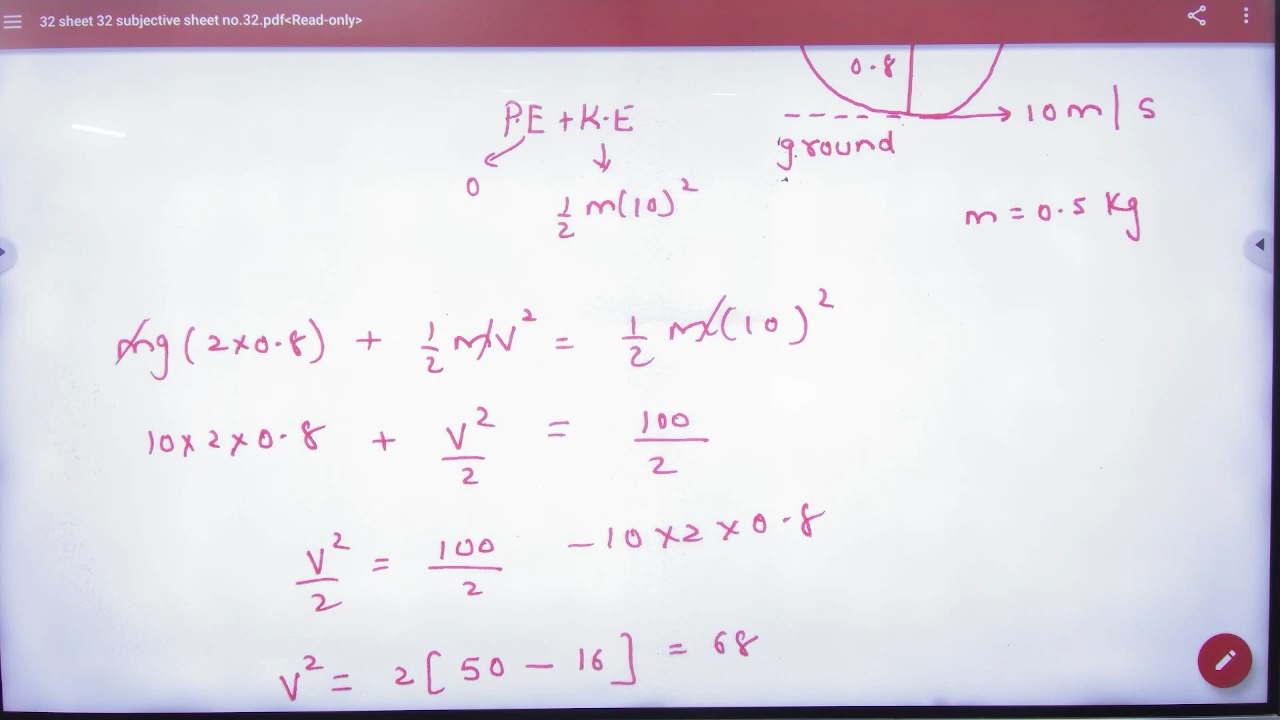 32 sheet 32 subjective sheet no.32.pdf<Read-only>
0.8
P.E + K.E
10 m/s
ground
0
1/2 m(10)²
m = 0.5 kg
mg (2×0.8) + 1/2 mv² = 1/2 m(10)²
10×2×0.8 + v²/2 = 100/2
v²/2 = 100/2 - 10×2×0.8
v² = 2[50 - 16] = 68